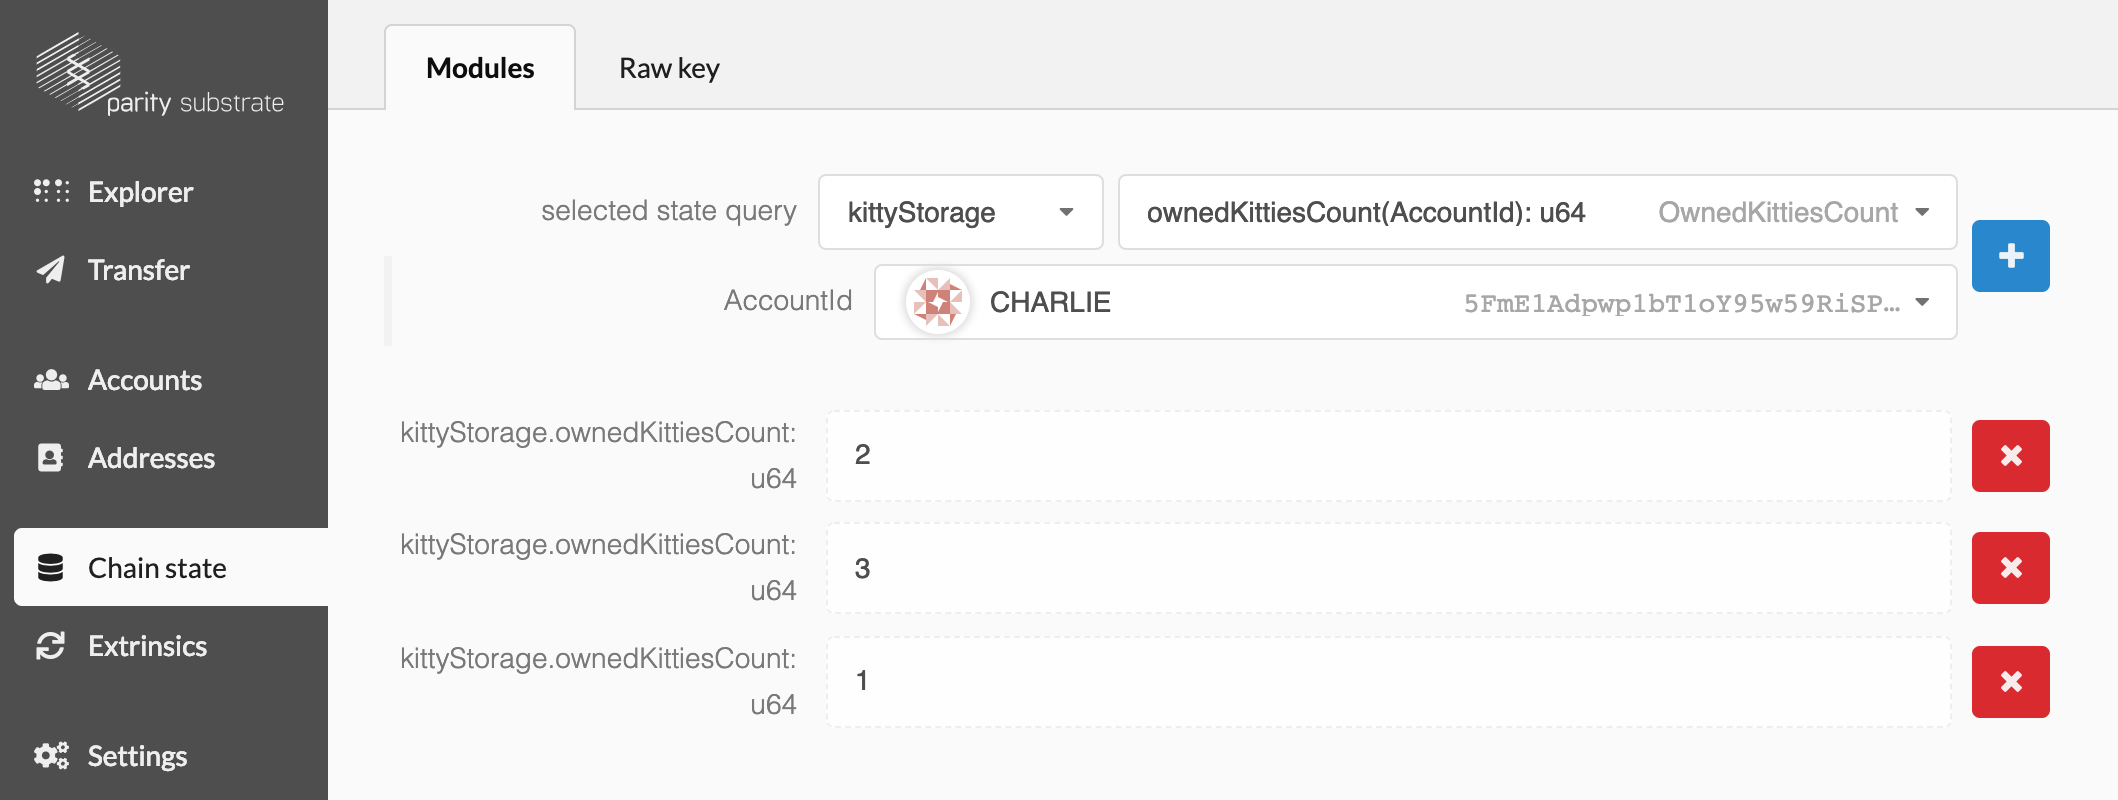 parity substrate
Explorer
Transfer
Accounts
Addresses
Chain state
Extrinsics
Settings
Modules
Raw key
selected state query
kittyStorage
ownedKittiesCount(AccountId): u64
OwnedKittiesCount
AccountId
CHARLIE
5FmE1Adpwp1bT1oY95w59RiSP…
kittyStorage.ownedKittiesCount:
u64
2
kittyStorage.ownedKittiesCount:
u64
3
kittyStorage.ownedKittiesCount:
u64
1